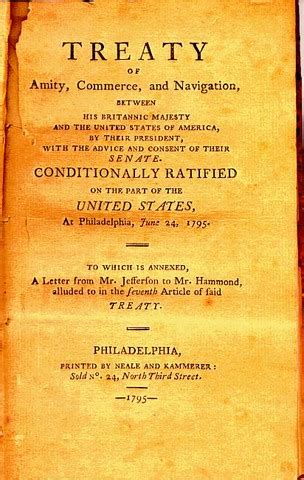 TREATY
OF
Amity, Commerce, and Navigation,
BETWEEN
HIS BRITANNIC MAJESTY
AND THE UNITED STATES OF AMERICA,
BY THEIR PRESIDENT,
WITH THE ADVICE AND CONSENT OF THEIR
SENATE.
CONDITIONALLY RATIFIED
ON THE PART OF THE
UNITED STATES,
At Philadelphia, June 24, 1795.
TO WHICH IS ANNEXED,
A Letter from Mr. Jefferson to Mr. Hammond,
alluded to in the ſeventh Article of ſaid
TREATY.
PHILADELPHIA,
PRINTED BY NEALE AND KAMMERER:
Sold No. 24, North Third Street.
—1795—